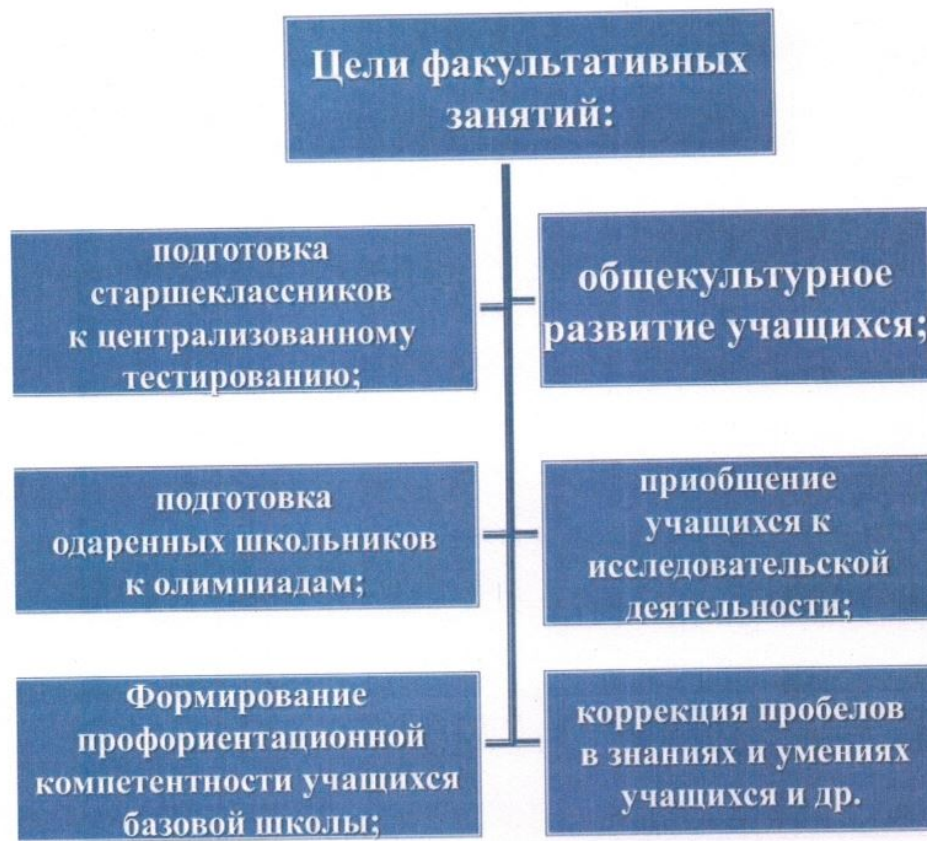 Цели факультативных
занятий:
подготовка
старшеклассников
к централизованному
тестированию;
общекультурное
развитие учащихся;
подготовка
одаренных школьников
к олимпиадам;
приобщение
учащихся к
исследовательской
деятельности;
Формирование
профориентационной
компетентности учащихся
базовой школы;
коррекция пробелов
в знаниях и умениях
учащихся и др.